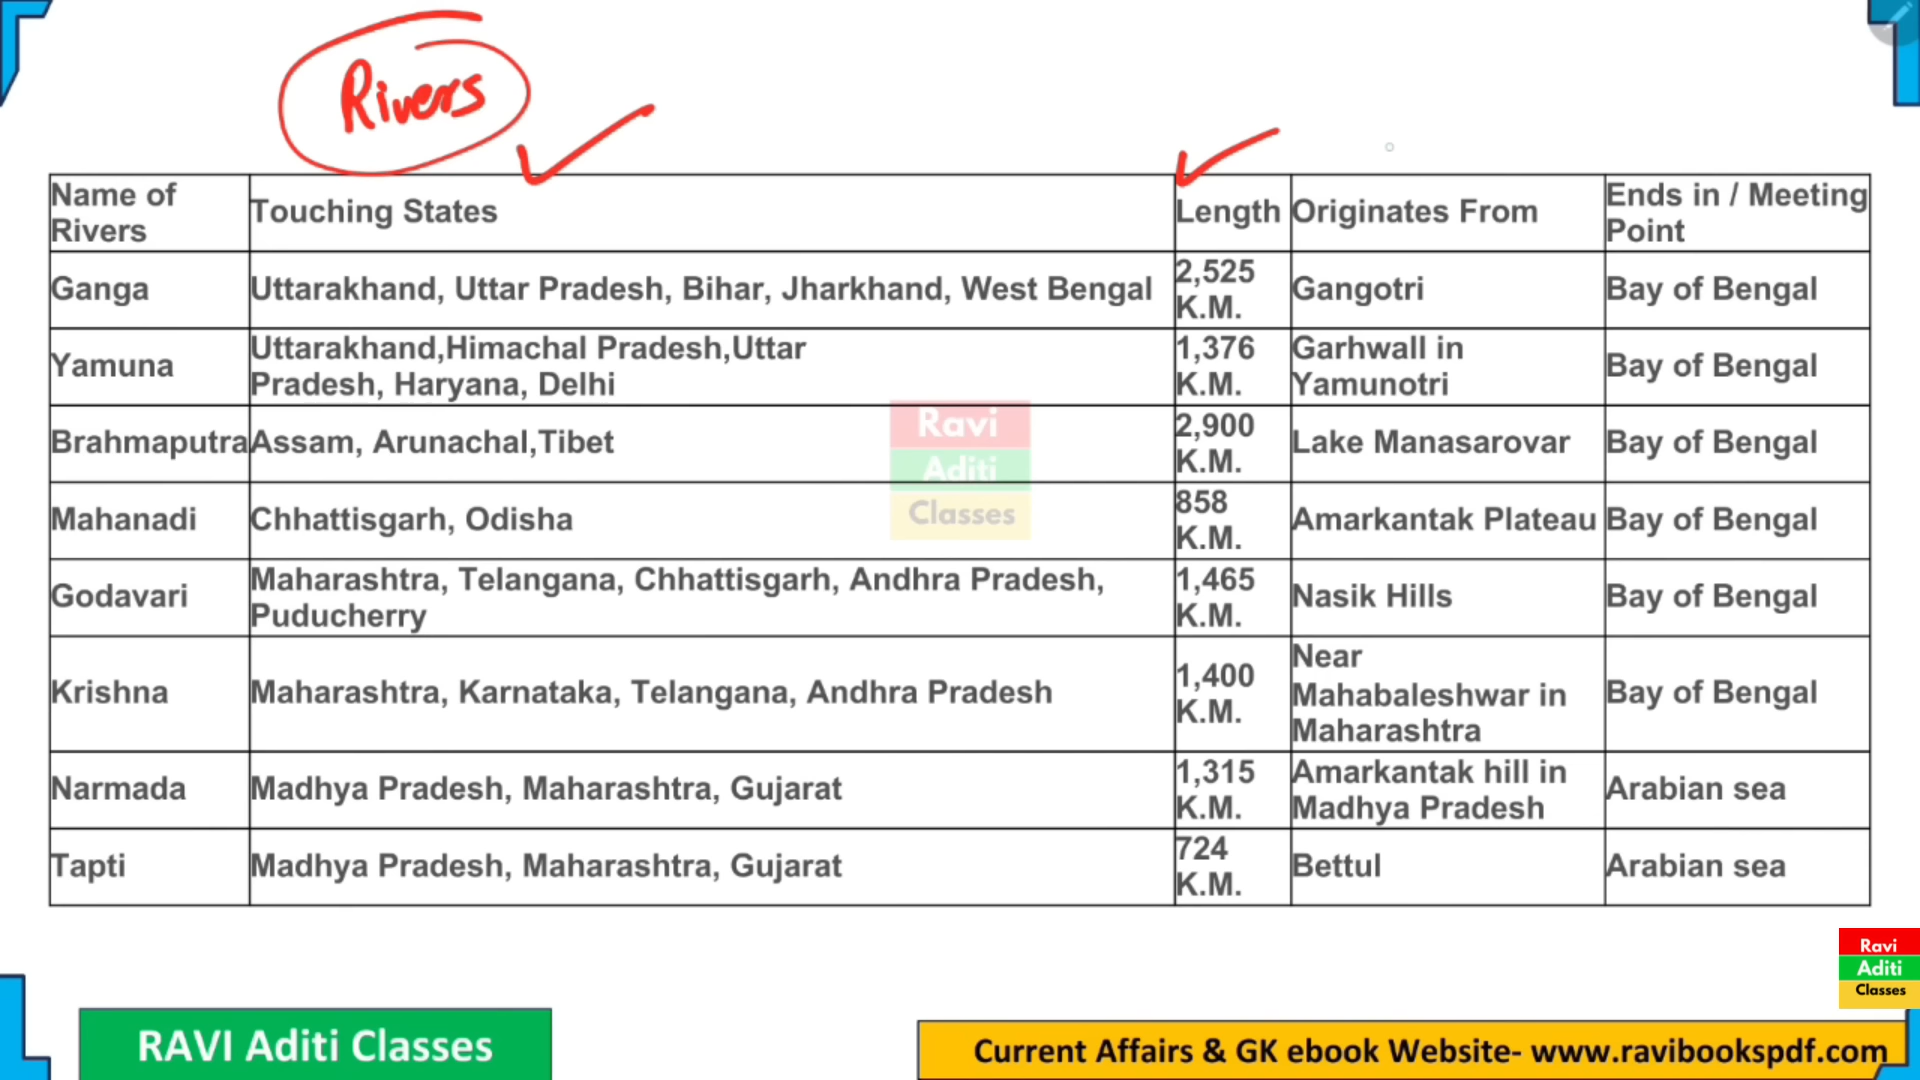 Rivers
Name of Rivers Touching States Length Originates From Ends in / Meeting Point
Ganga Uttarakhand, Uttar Pradesh, Bihar, Jharkhand, West Bengal 2,525 K.M. Gangotri Bay of Bengal
Yamuna Uttarakhand,Himachal Pradesh,Uttar Pradesh, Haryana, Delhi 1,376 K.M. Garhwall in Yamunotri Bay of Bengal
Brahmaputra Assam, Arunachal,Tibet 2,900 K.M. Lake Manasarovar Bay of Bengal
Mahanadi Chhattisgarh, Odisha 858 K.M. Amarkantak Plateau Bay of Bengal
Godavari Maharashtra, Telangana, Chhattisgarh, Andhra Pradesh, Puducherry 1,465 K.M. Nasik Hills Bay of Bengal
Krishna Maharashtra, Karnataka, Telangana, Andhra Pradesh 1,400 K.M. Near Mahabaleshwar in Maharashtra Bay of Bengal
Narmada Madhya Pradesh, Maharashtra, Gujarat 1,315 K.M. Amarkantak hill in Madhya Pradesh Arabian sea
Tapti Madhya Pradesh, Maharashtra, Gujarat 724 K.M. Bettul Arabian sea
Ravi
Aditi
Classes
Ravi
Aditi
Classes
RAVI Aditi Classes
Current Affairs & GK ebook Website- www.ravibookspdf.com